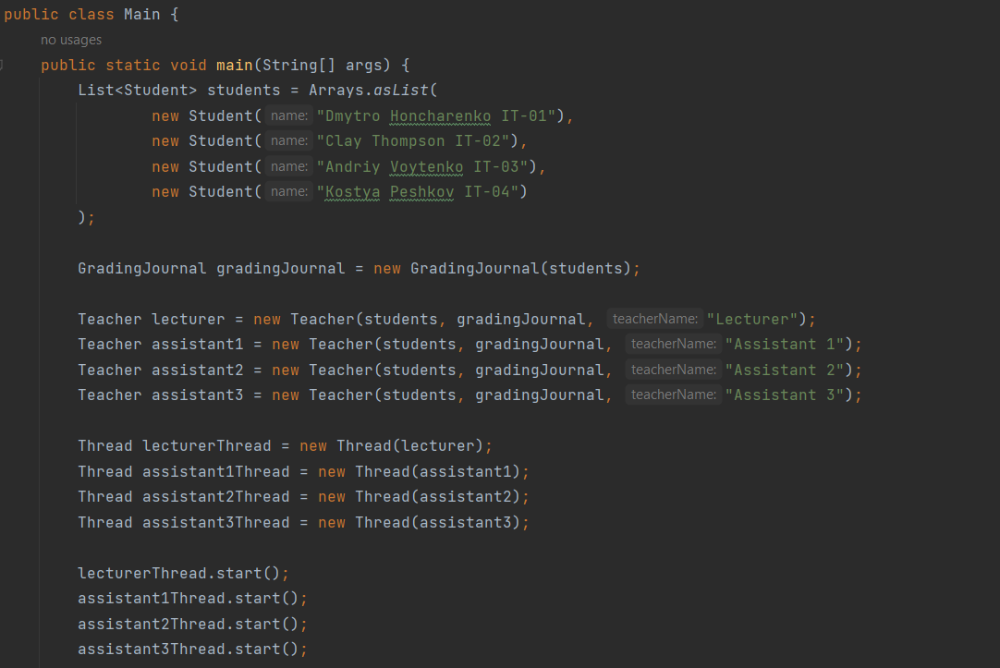 public class Main {
no usages
public static void main(String[] args) {
List<Student> students = Arrays.asList(
new Student( name: "Dmytro Honcharenko IT-01"),
new Student( name: "Clay Thompson IT-02"),
new Student( name: "Andriy Voytenko IT-03"),
new Student( name: "Kostya Peshkov IT-04")
);
GradingJournal gradingJournal = new GradingJournal(students);
Teacher lecturer = new Teacher(students, gradingJournal, teacherName: "Lecturer");
Teacher assistant1 = new Teacher(students, gradingJournal, teacherName: "Assistant 1");
Teacher assistant2 = new Teacher(students, gradingJournal, teacherName: "Assistant 2");
Teacher assistant3 = new Teacher(students, gradingJournal, teacherName: "Assistant 3");
Thread lecturerThread = new Thread(lecturer);
Thread assistant1Thread = new Thread(assistant1);
Thread assistant2Thread = new Thread(assistant2);
Thread assistant3Thread = new Thread(assistant3);
lecturerThread.start();
assistant1Thread.start();
assistant2Thread.start();
assistant3Thread.start();